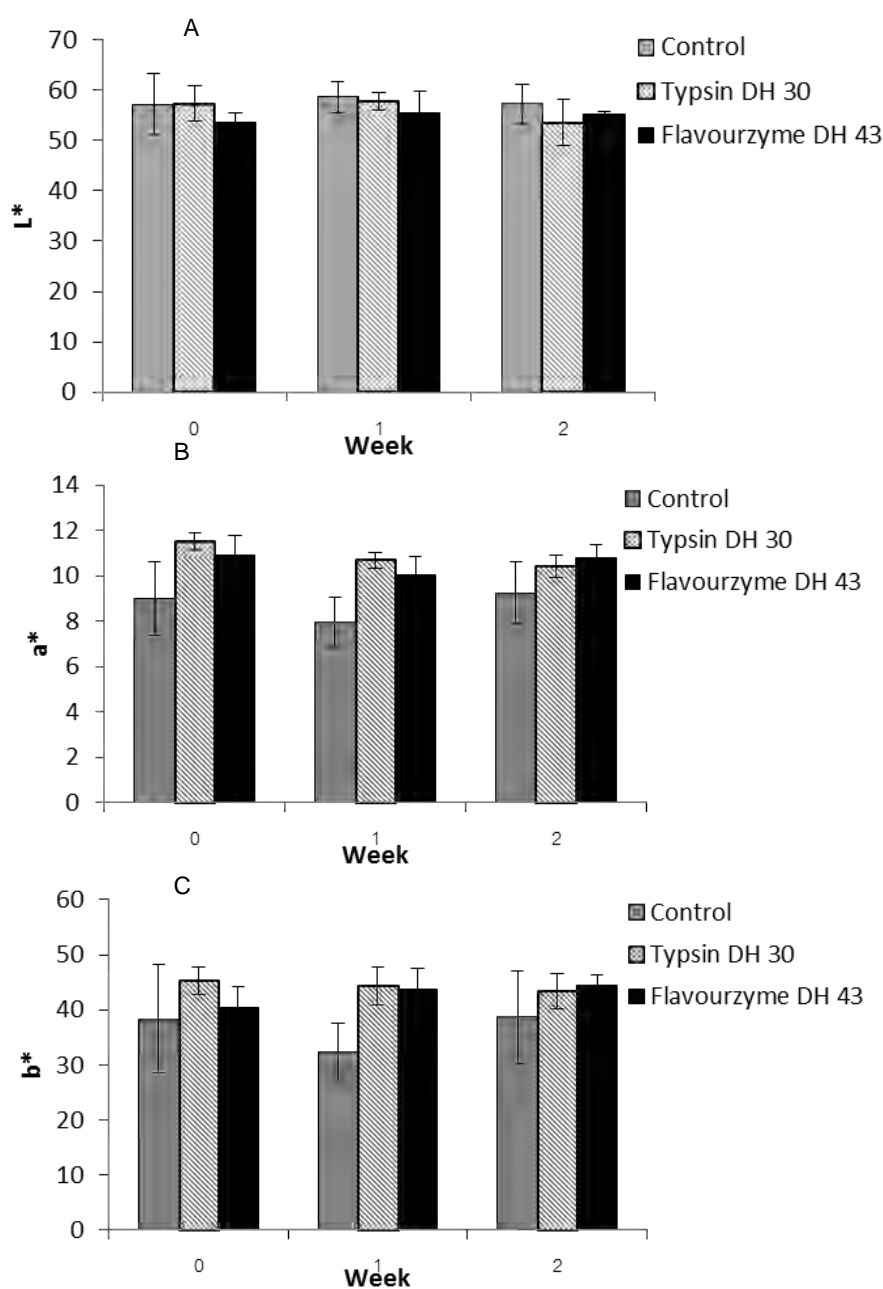 A
70
60
50
40
30
20
10
0
L*
0 1 2
Week
Control
Typsin DH 30
Flavourzyme DH 43
B
14
12
10
8
6
4
2
0
a*
0 1 2
Week
Control
Typsin DH 30
Flavourzyme DH 43
C
60
50
40
30
20
10
0
b*
0 1 2
Week
Control
Typsin DH 30
Flavourzyme DH 43